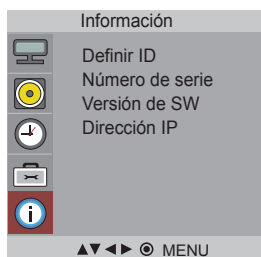 Información
Definir ID
Número de serie
Versión de SW
Dirección IP
▲▼◄► ◉ MENU